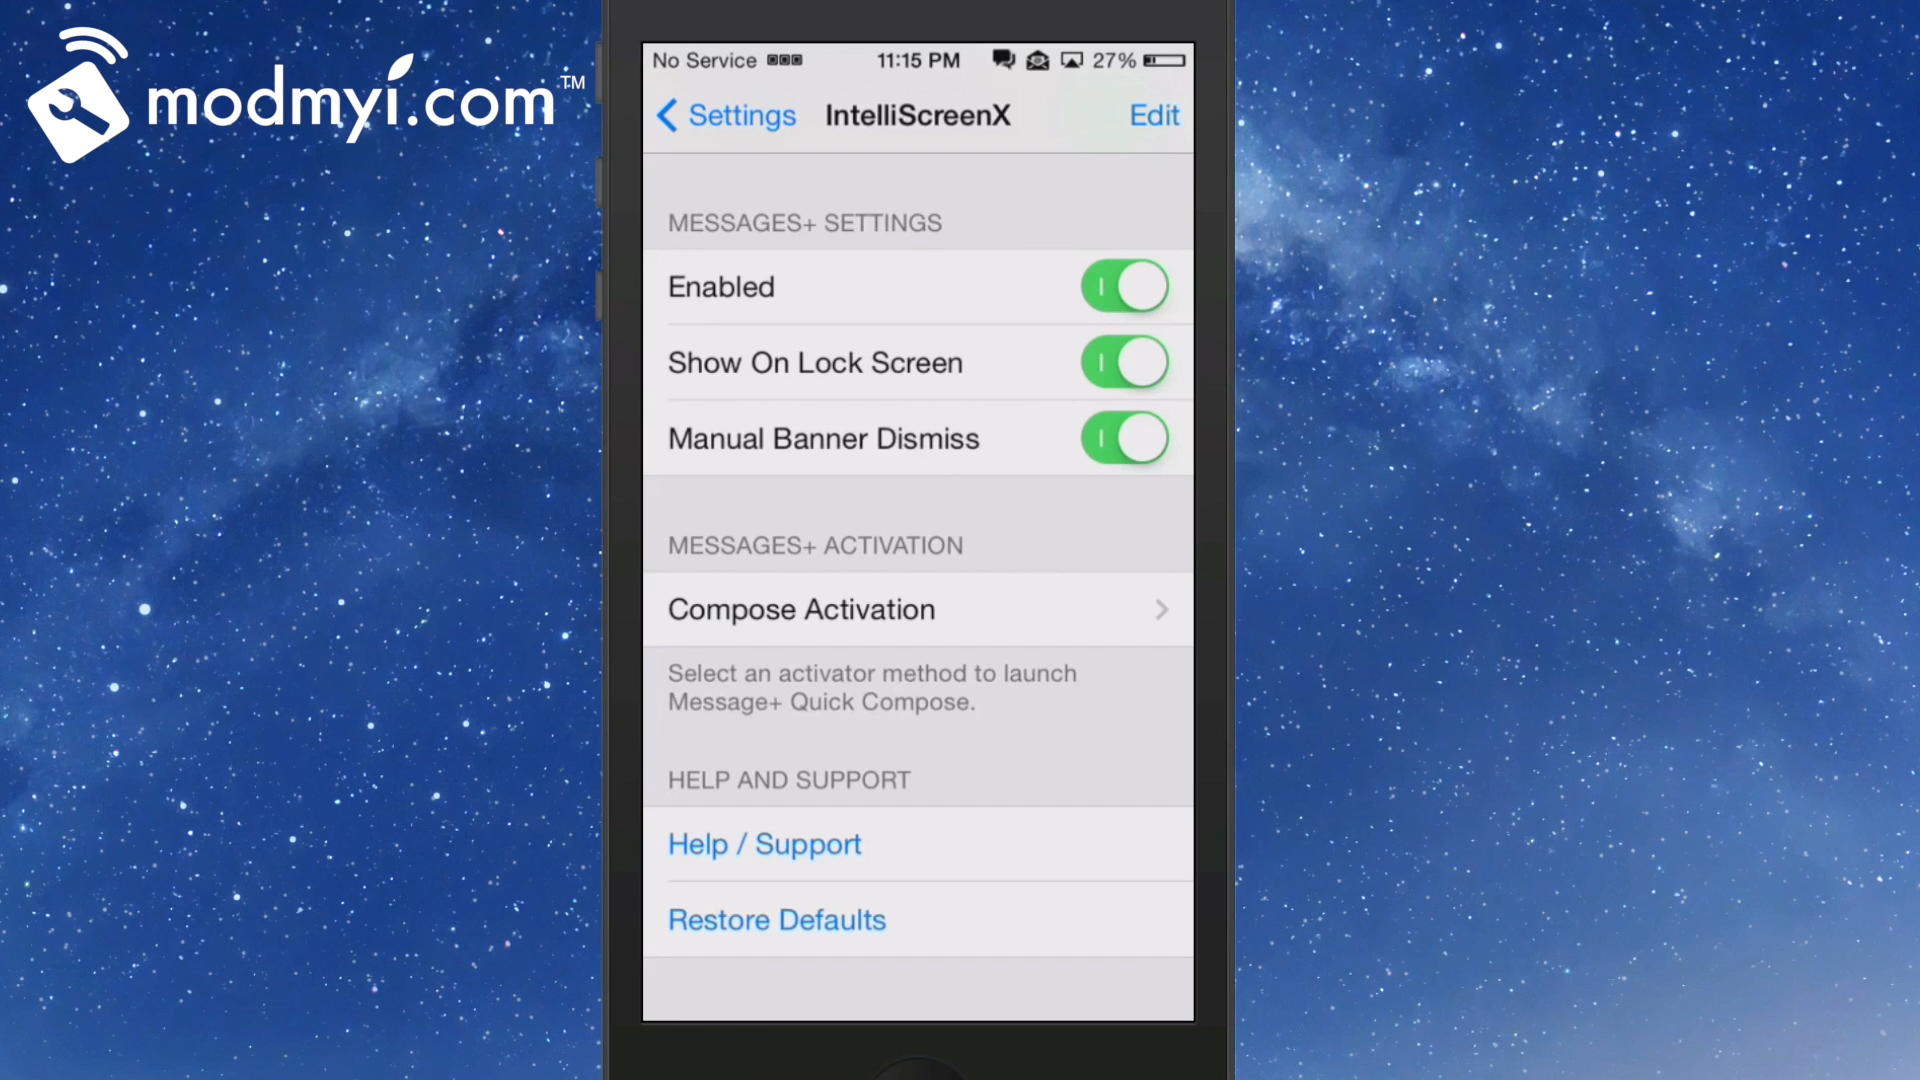 modmyi.com™
No Service 11:15 PM 27%
Settings IntelliScreenX Edit
MESSAGES+ SETTINGS
Enabled
Show On Lock Screen
Manual Banner Dismiss
MESSAGES+ ACTIVATION
Compose Activation
Select an activator method to launch
Message+ Quick Compose.
HELP AND SUPPORT
Help / Support
Restore Defaults